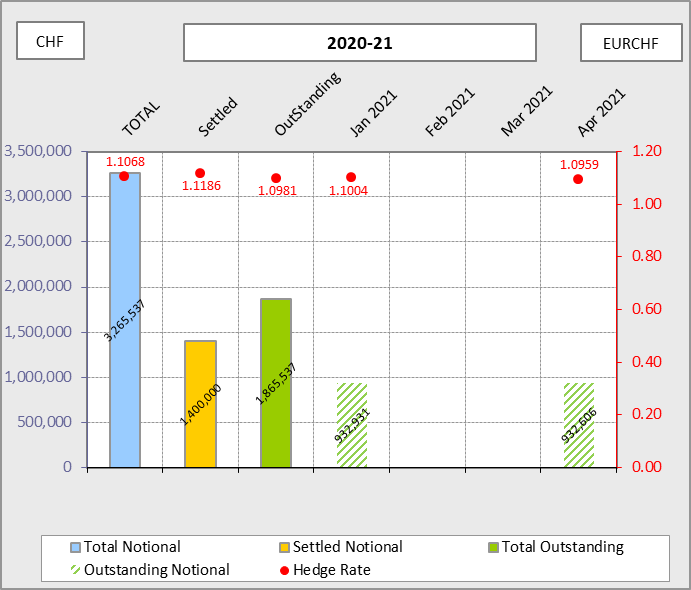 CHF 2020-21 EURCHF
TOTAL Settled OutStanding Jan 2021 Feb 2021 Mar 2021 Apr 2021
3,500,000 1.1068 1.1186 1.0981 1.1004 1.0959 1.20
3,000,000 1.00
2,500,000 0.80
2,000,000 0.60
1,500,000 3,265,537 0.40
1,000,000 1,400,000 1,865,537
500,000 932,931 932,606 0.20
0 0.00
Total Notional Settled Notional Total Outstanding
Outstanding Notional Hedge Rate